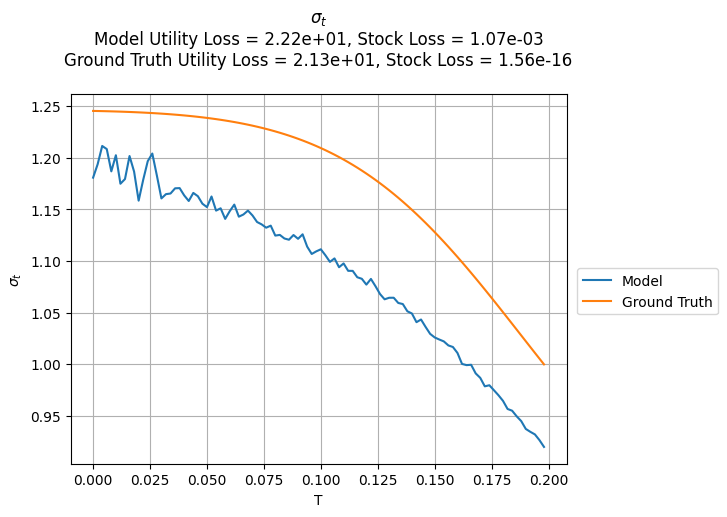 σt
Model Utility Loss = 2.22e+01, Stock Loss = 1.07e-03
Ground Truth Utility Loss = 2.13e+01, Stock Loss = 1.56e-16
1.25
1.20
1.15
1.10
1.05
1.00
0.95
σt
0.000 0.025 0.050 0.075 0.100 0.125 0.150 0.175 0.200
T
Model
Ground Truth